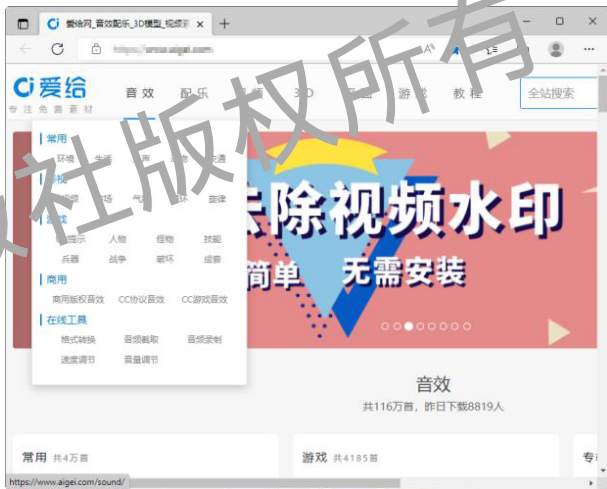 爱给网_音效配乐_3D模型_视频
爱给
专注免费素材
音效 配乐 3D 游戏 教程 全站搜索
常用
环境
游戏
人物 怪物 技能
兵器 战争 破坏 成套
商用
商用版权音效 CC协议音效 CC游戏音效
在线工具
格式转换 音频截取 音频录制
速度调节 音量调节
去除视频水印
简单 无需安装
音效
共116万首，昨日下载8819人
常用 共4万首
游戏 共4185首
专
https://www.aigei.com/sound/
社版权所有